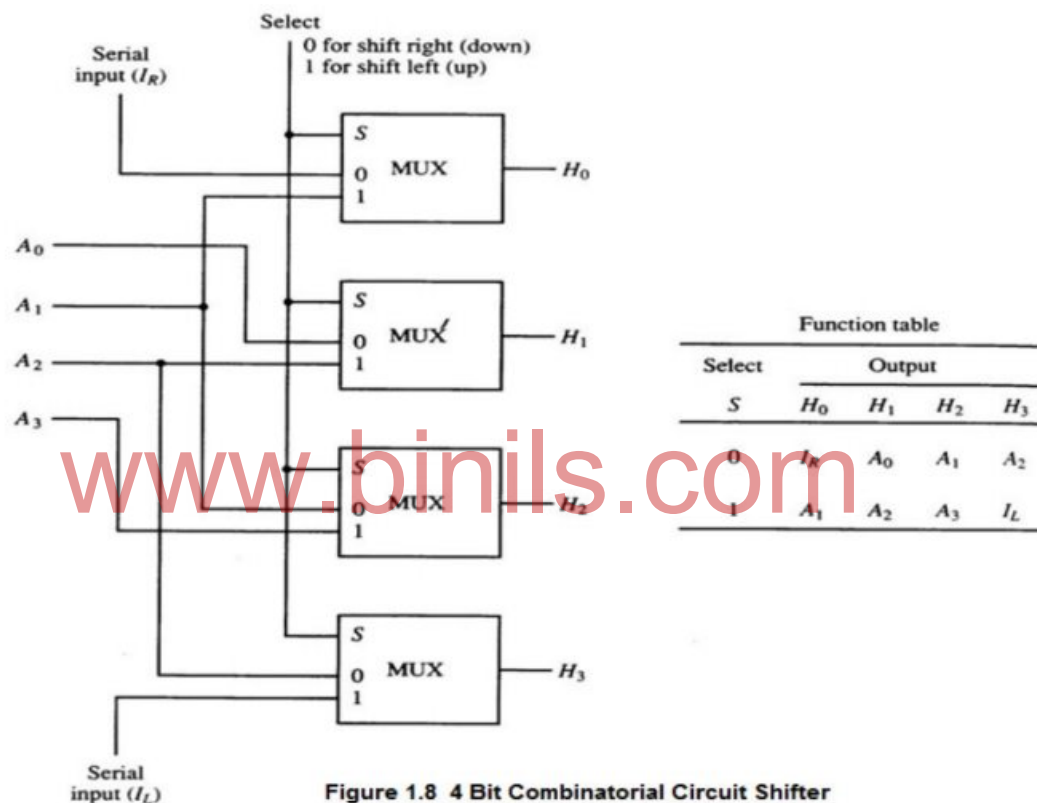 Select
0 for shift right (down)
1 for shift left (up)
Serial
input (I_R)
S
0 MUX
1
H_0
A_0
A_1
A_2
A_3
S
0 MUX
1
H_1
S
0 MUX
1
H_2
S
0 MUX
1
H_3
Serial
input (I_L)
Function table
Select Output
S H_0 H_1 H_2 H_3
0 I_R A_0 A_1 A_2
1 A_1 A_2 A_3 I_L
www.binils.com
Figure 1.8 4 Bit Combinatorial Circuit Shifter